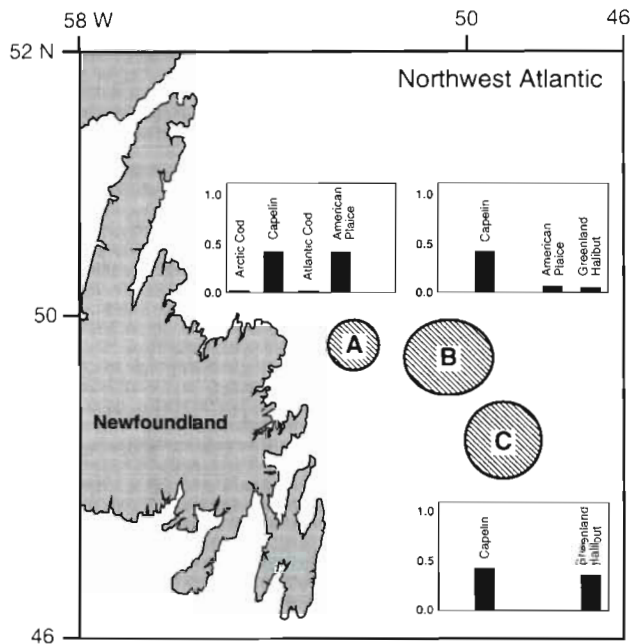 58 W
50
46
52 N
Northwest Atlantic
1.0
0.5
0.0
Arctic Cod
Capelin
Atlantic Cod
American
Plaice
1.0
0.5
0.0
Capelin
American
Plaice
Greenland
Halibut
50
A
B
C
Newfoundland
1.0
0.5
0.0
Capelin
Greenland
Halibut
46